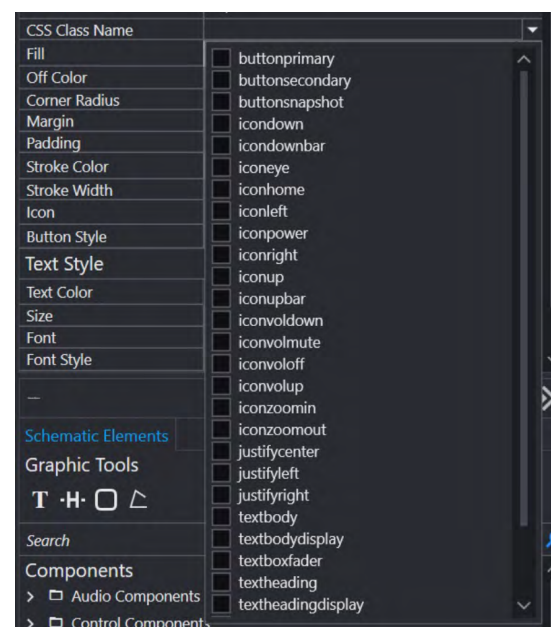 CSS Class Name
Fill
Off Color
Corner Radius
Margin
Padding
Stroke Color
Stroke Width
Icon
Button Style
Text Style
Text Color
Size
Font
Font Style
buttonprimary
buttonsecondary
buttonsnapshot
icondown
icondownbar
iconeye
iconhome
iconleft
iconpower
iconright
iconup
iconupbar
iconvoldown
iconvolmute
iconvoloff
iconvolup
iconzoomin
iconzoomout
justifycenter
justifyleft
justifyright
textbody
textbodydisplay
textboxfader
textheading
textheadingdisplay
Schematic Elements
Graphic Tools
T ·H·
Search
Components
Audio Components
Control Components